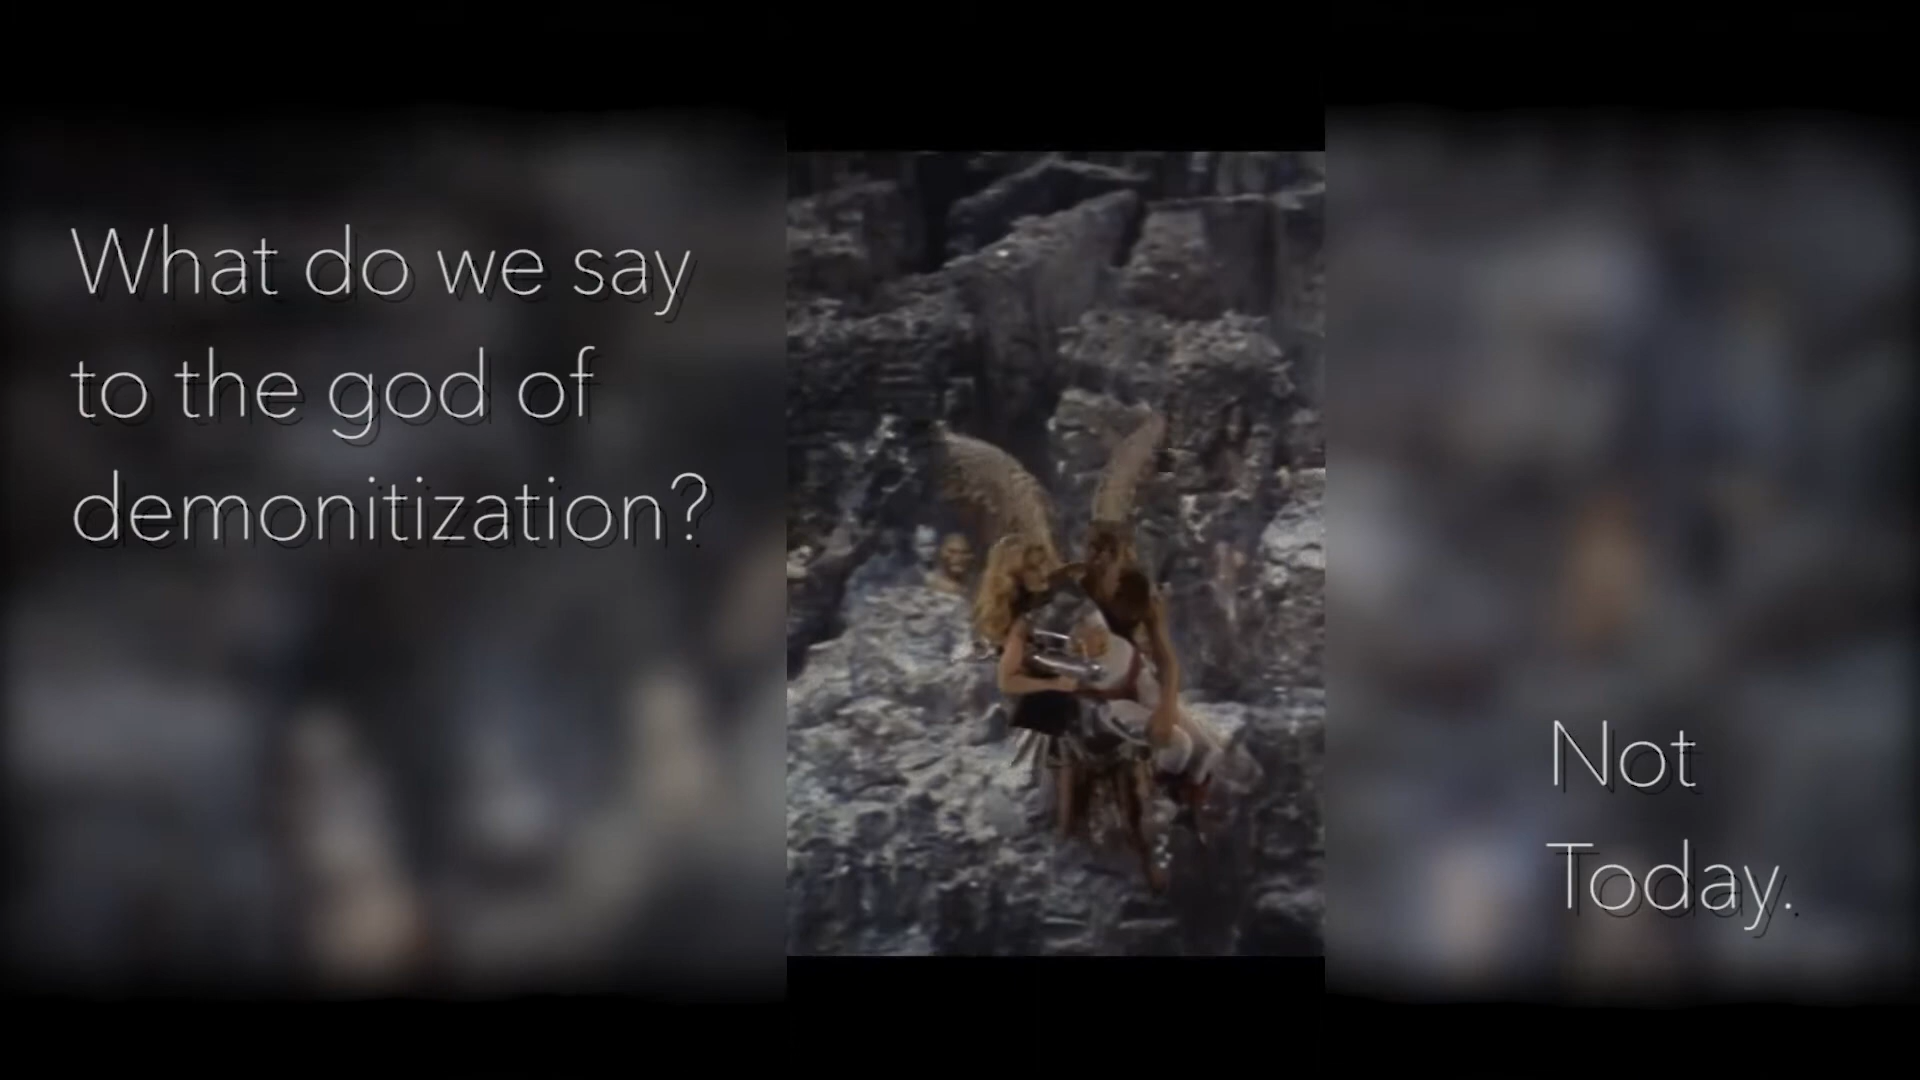 What do we say
to the god of
demonitization?
Not
Today.